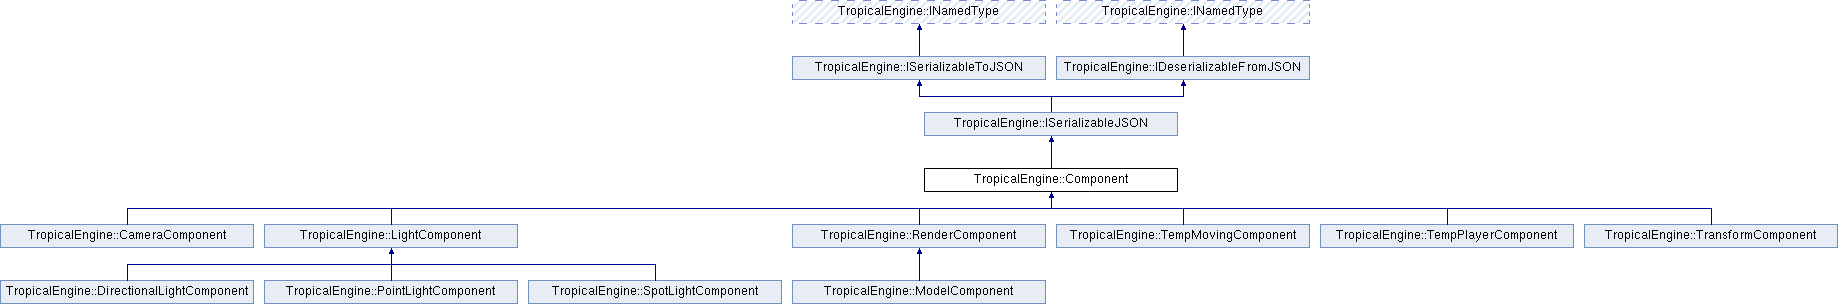 TropicalEngine::INamedType
TropicalEngine::INamedType
TropicalEngine::ISerializableToJSON
TropicalEngine::IDeserializableFromJSON
TropicalEngine::ISerializableJSON
TropicalEngine::Component
TropicalEngine::CameraComponent
TropicalEngine::LightComponent
TropicalEngine::RenderComponent
TropicalEngine::TempMovingComponent
TropicalEngine::TempPlayerComponent
TropicalEngine::TransformComponent
TropicalEngine::DirectionalLightComponent
TropicalEngine::PointLightComponent
TropicalEngine::SpotLightComponent
TropicalEngine::ModelComponent